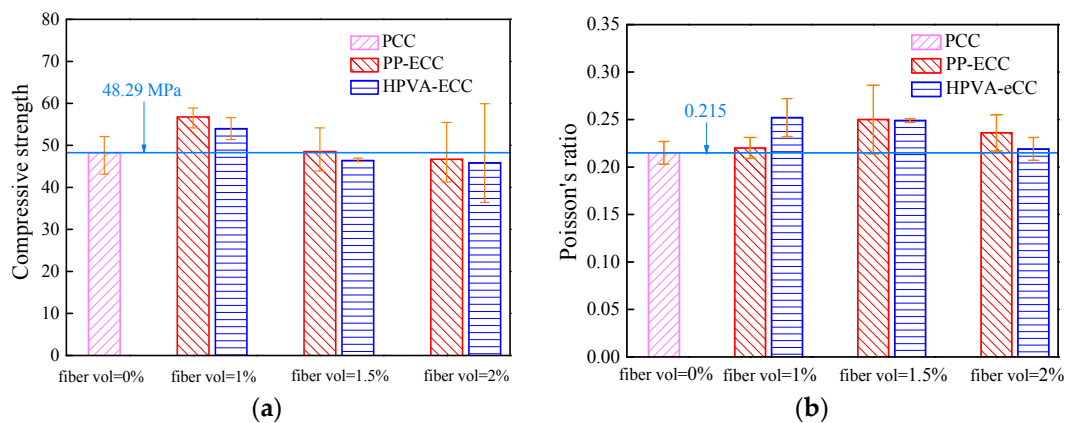 80
70
60
50
40
30
20
10
0
Compressive strength
PCC
PP-ECC
HPVA-ECC
48.29 MPa
fiber vol=0%
fiber vol=1%
fiber vol=1.5%
fiber vol=2%
(a)
0.35
0.30
0.25
0.20
0.15
0.10
0.05
0.00
Poisson's ratio
PCC
PP-ECC
HPVA-eCC
0.215
fiber vol=0%
fiber vol=1%
fiber vol=1.5%
fiber vol=2%
(b)